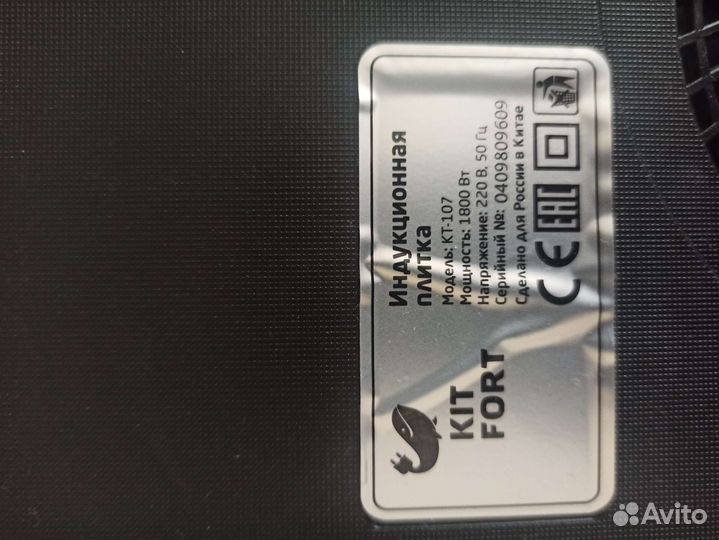 KIT
FORT
Индукционная
плитка
Модель: КТ-107
Мощность: 1800 Вт
Напряжение: 220 В, 50 Гц
Серийный №: 0409809609
Сделано для России в Китае
CE EAC
Avito